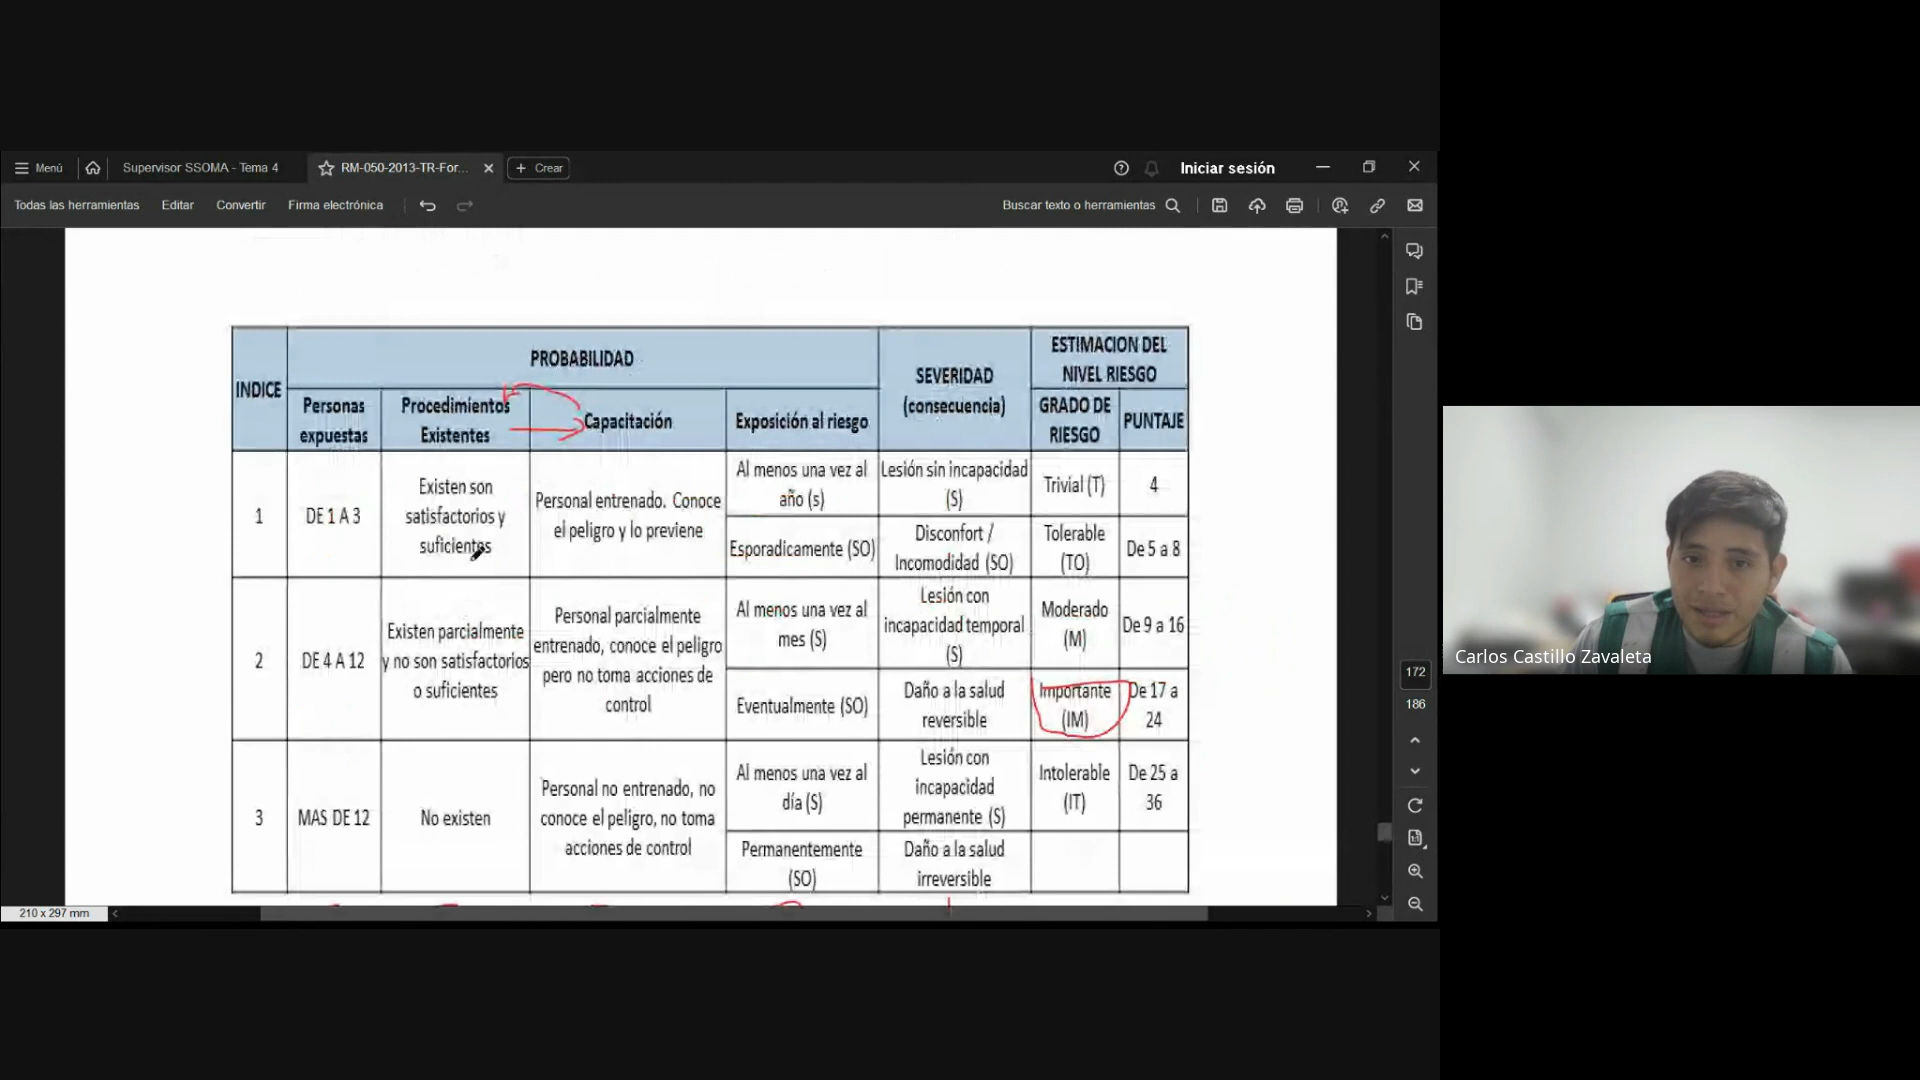 Menú
Supervisor SSOMA - Tema 4
RM-050-2013-TR-For...
Crear
Iniciar sesión
Todas las herramientas
Editar
Convertir
Firma electrónica
Buscar texto o herramientas
INDICE
PROBABILIDAD
SEVERIDAD
(consecuencia)
ESTIMACION DEL
NIVEL RIESGO
Personas
expuestas
Procedimientos
Existentes
Capacitación
Exposición al riesgo
GRADO DE
RIESGO
PUNTAJE
1
DE 1 A 3
Existen son
satisfactorios y
suficientes
Personal entrenado. Conoce
el peligro y lo previene
Al menos una vez al
año (s)
Lesión sin incapacidad
(S)
Trivial (T)
4
Esporadicamente (SO)
Disconfort /
Incomodidad (SO)
Tolerable
(TO)
De 5 a 8
2
DE 4 A 12
Existen parcialmente
y no son satisfactorios
o suficientes
Personal parcialmente
entrenado, conoce el peligro
pero no toma acciones de
control
Al menos una vez al
mes (S)
Lesión con
incapacidad temporal
(S)
Moderado
(M)
De 9 a 16
Eventualmente (SO)
Daño a la salud
reversible
Importante
(IM)
De 17 a
24
3
MAS DE 12
No existen
Personal no entrenado, no
conoce el peligro, no toma
acciones de control
Al menos una vez al
día (S)
Lesión con
incapacidad
permanente (S)
Intolerable
(IT)
De 25 a
36
Permanentemente
(SO)
Daño a la salud
irreversible
172
186
210 x 297 mm
Carlos Castillo Zavaleta